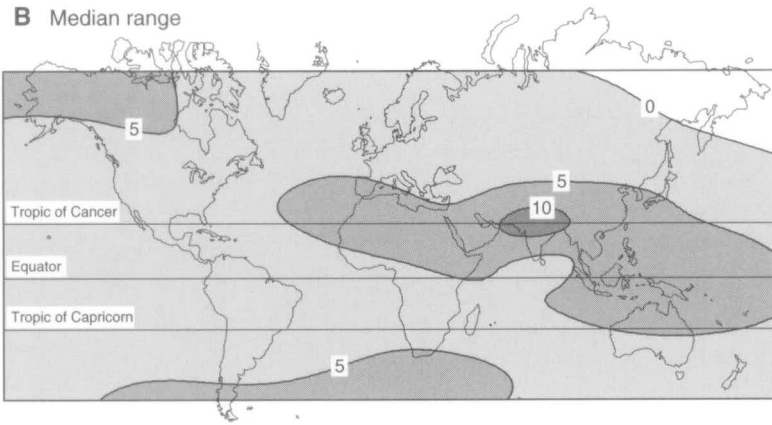 B Median range
0
5
5
10
Tropic of Cancer
Equator
Tropic of Capricorn
5